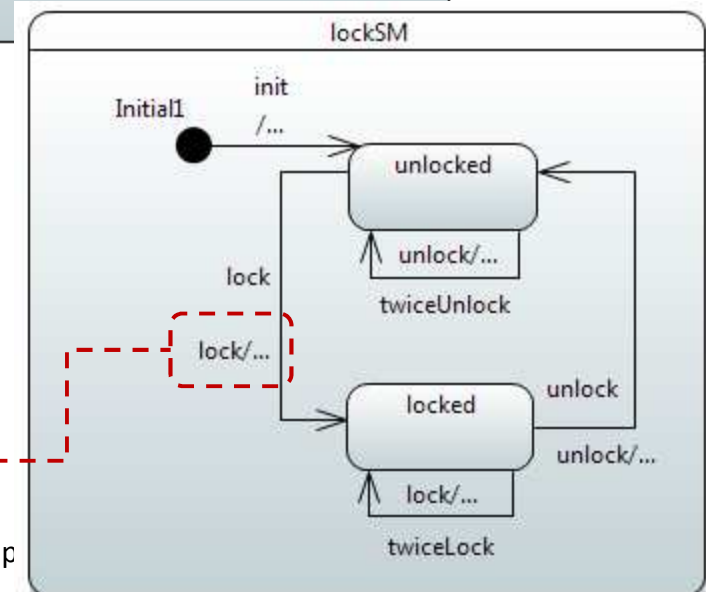 lockSM
init
Initial1
/...
unlocked
unlock/...
lock
twiceUnlock
lock/...
locked
unlock
unlock/...
lock/...
twiceLock
p